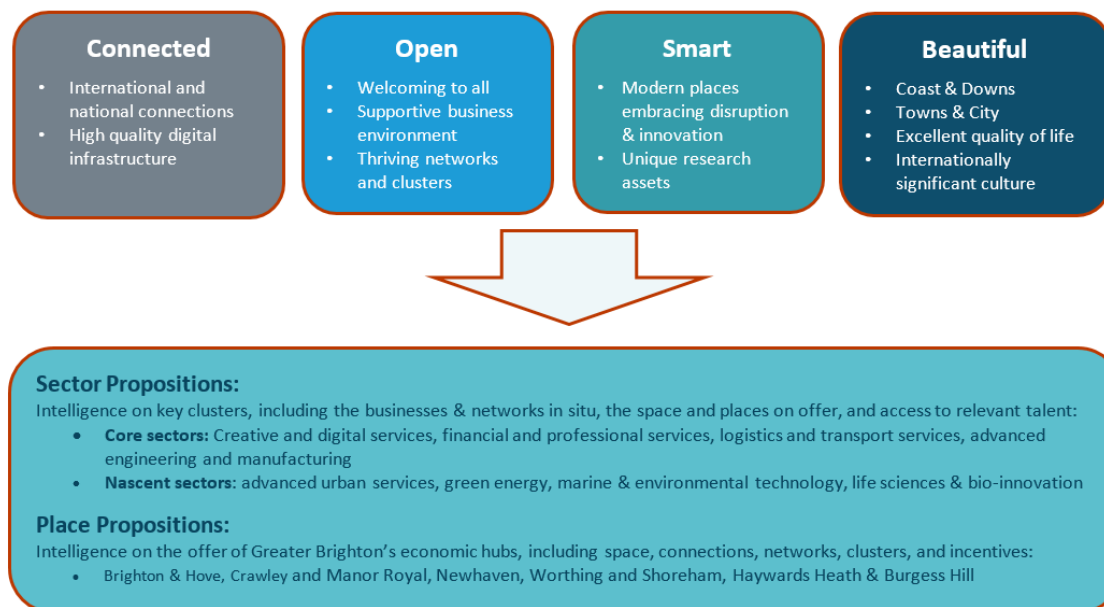 Connected
• International and
national connections
• High quality digital
infrastructure
Open
• Welcoming to all
• Supportive business
environment
• Thriving networks
and clusters
Smart
• Modern places
embracing disruption
& innovation
• Unique research
assets
Beautiful
• Coast & Downs
• Towns & City
• Excellent quality of life
• Internationally
significant culture
Sector Propositions:
Intelligence on key clusters, including the businesses & networks in situ, the space and places on offer, and access to relevant talent:
• Core sectors: Creative and digital services, financial and professional services, logistics and transport services, advanced
engineering and manufacturing
• Nascent sectors: advanced urban services, green energy, marine & environmental technology, life sciences & bio-innovation
Place Propositions:
Intelligence on the offer of Greater Brighton's economic hubs, including space, connections, networks, clusters, and incentives:
• Brighton & Hove, Crawley and Manor Royal, Newhaven, Worthing and Shoreham, Haywards Heath & Burgess Hill